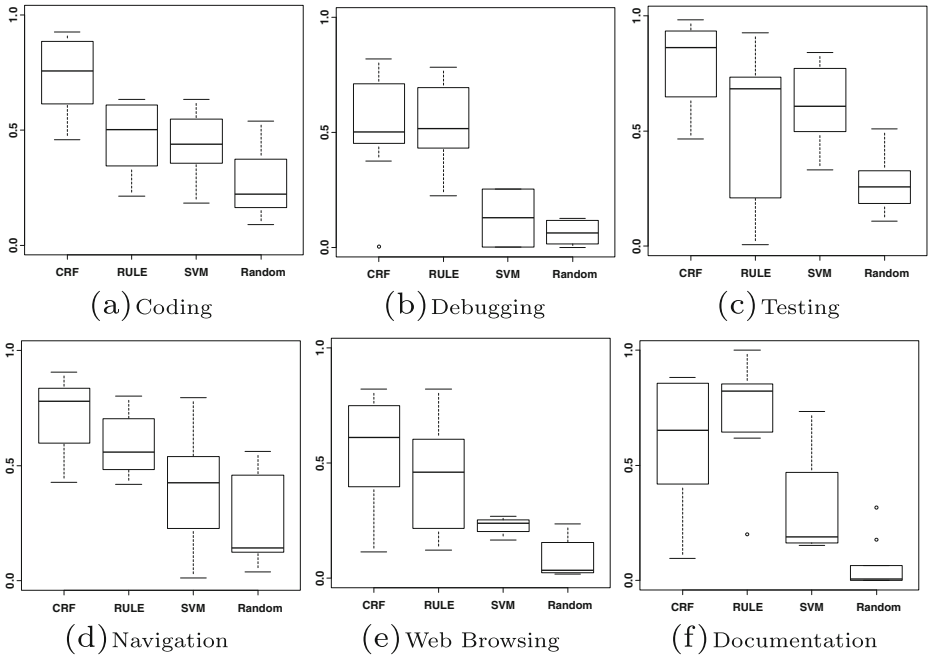 1.0 1.0 1.0
0.5 0.5 0.5
0.0 0.0 0.0
CRF RULE SVM Random CRF RULE SVM Random CRF RULE SVM Random
(a) Coding (b) Debugging (c) Testing
1.0 1.0 1.0
0.5 0.5 0.5
0.0 0.0 0.0
CRF RULE SVM Random CRF RULE SVM Random CRF RULE SVM Random
(d) Navigation (e) Web Browsing (f) Documentation